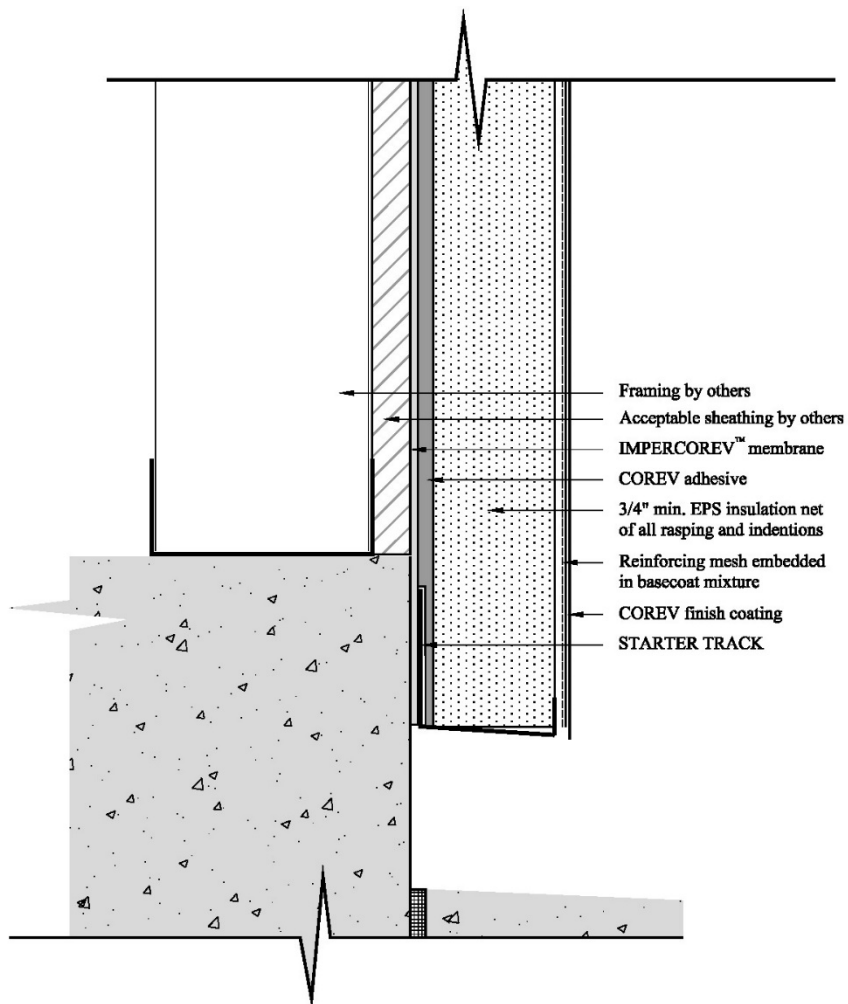 Framing by others
Acceptable sheathing by others
IMPERCOREV™ membrane
COREV adhesive
3/4" min. EPS insulation net
of all rasping and indentions
Reinforcing mesh embedded
in basecoat mixture
COREV finish coating
STARTER TRACK